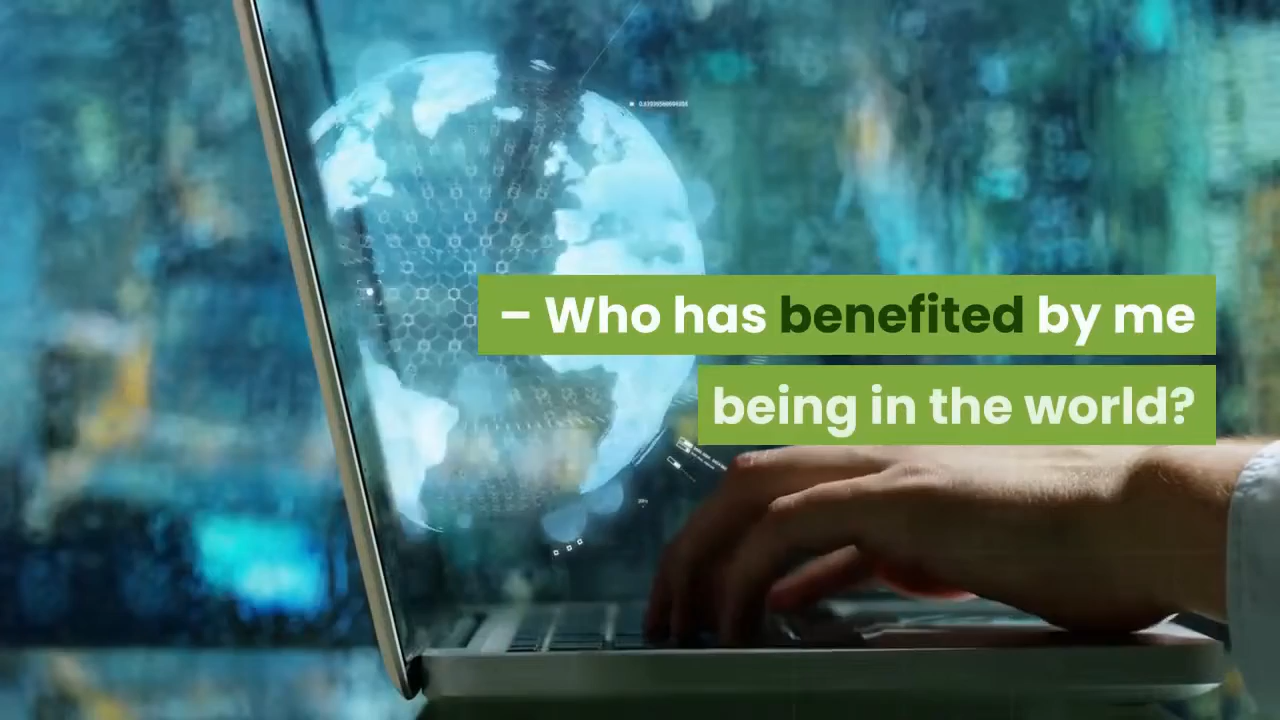 – Who has benefited by me
being in the world?